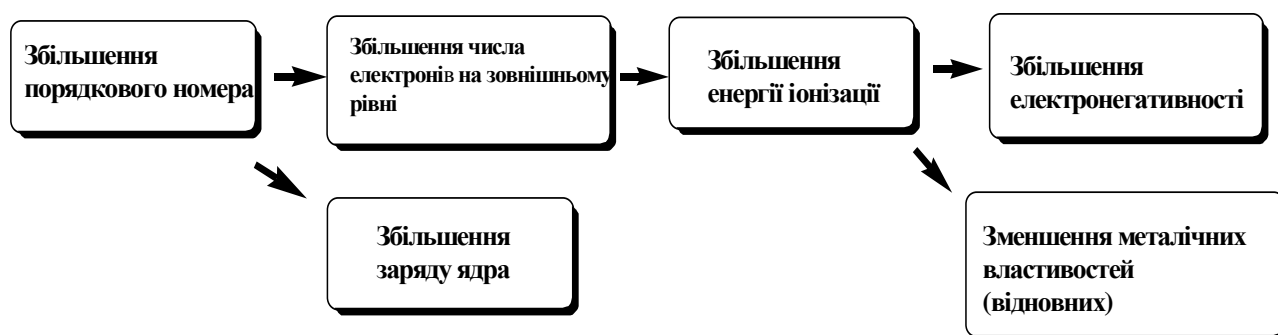 Збільшення
порядкового номера
Збільшення числа
електронів на зовнішньому
рівні
Збільшення
енергії іонізації
Збільшення
електронегативності
Збільшення
заряду ядра
Зменшення металічних
властивостей
(відновних)